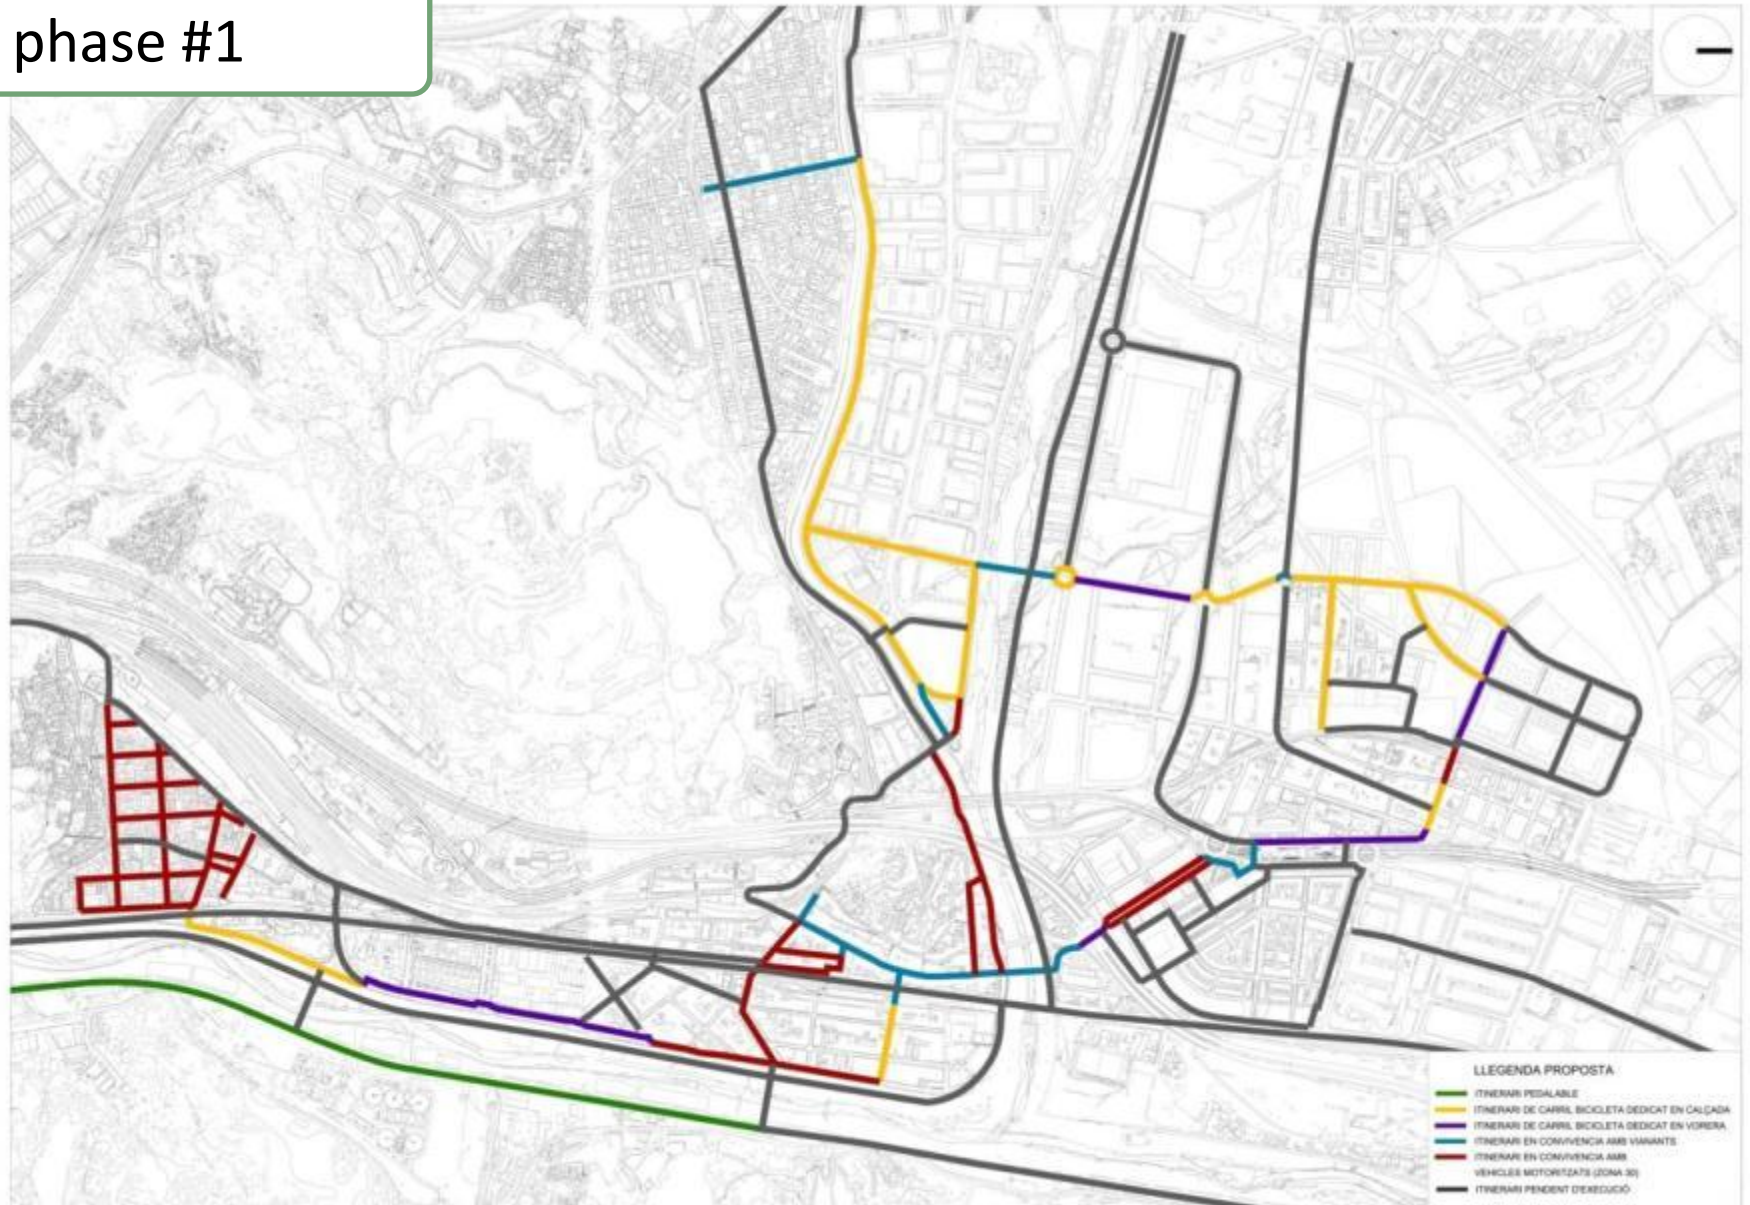 phase #1
LLEGENDA PROPOSTA
ITINERARI PEDALABLE
ITINERARI DE CARRIL BICICLETA DEDICAT EN CALÇADA
ITINERARI DE CARRIL BICICLETA DEDICAT EN VORERA
ITINERARI EN CONVIVENCIA AMB VIANANTS
ITINERARI EN CONVIVENCIA AMB
VEHICLES MOTORITZATS (ZONA 30)
ITINERARI PENDENT D'EXECUCIÓ